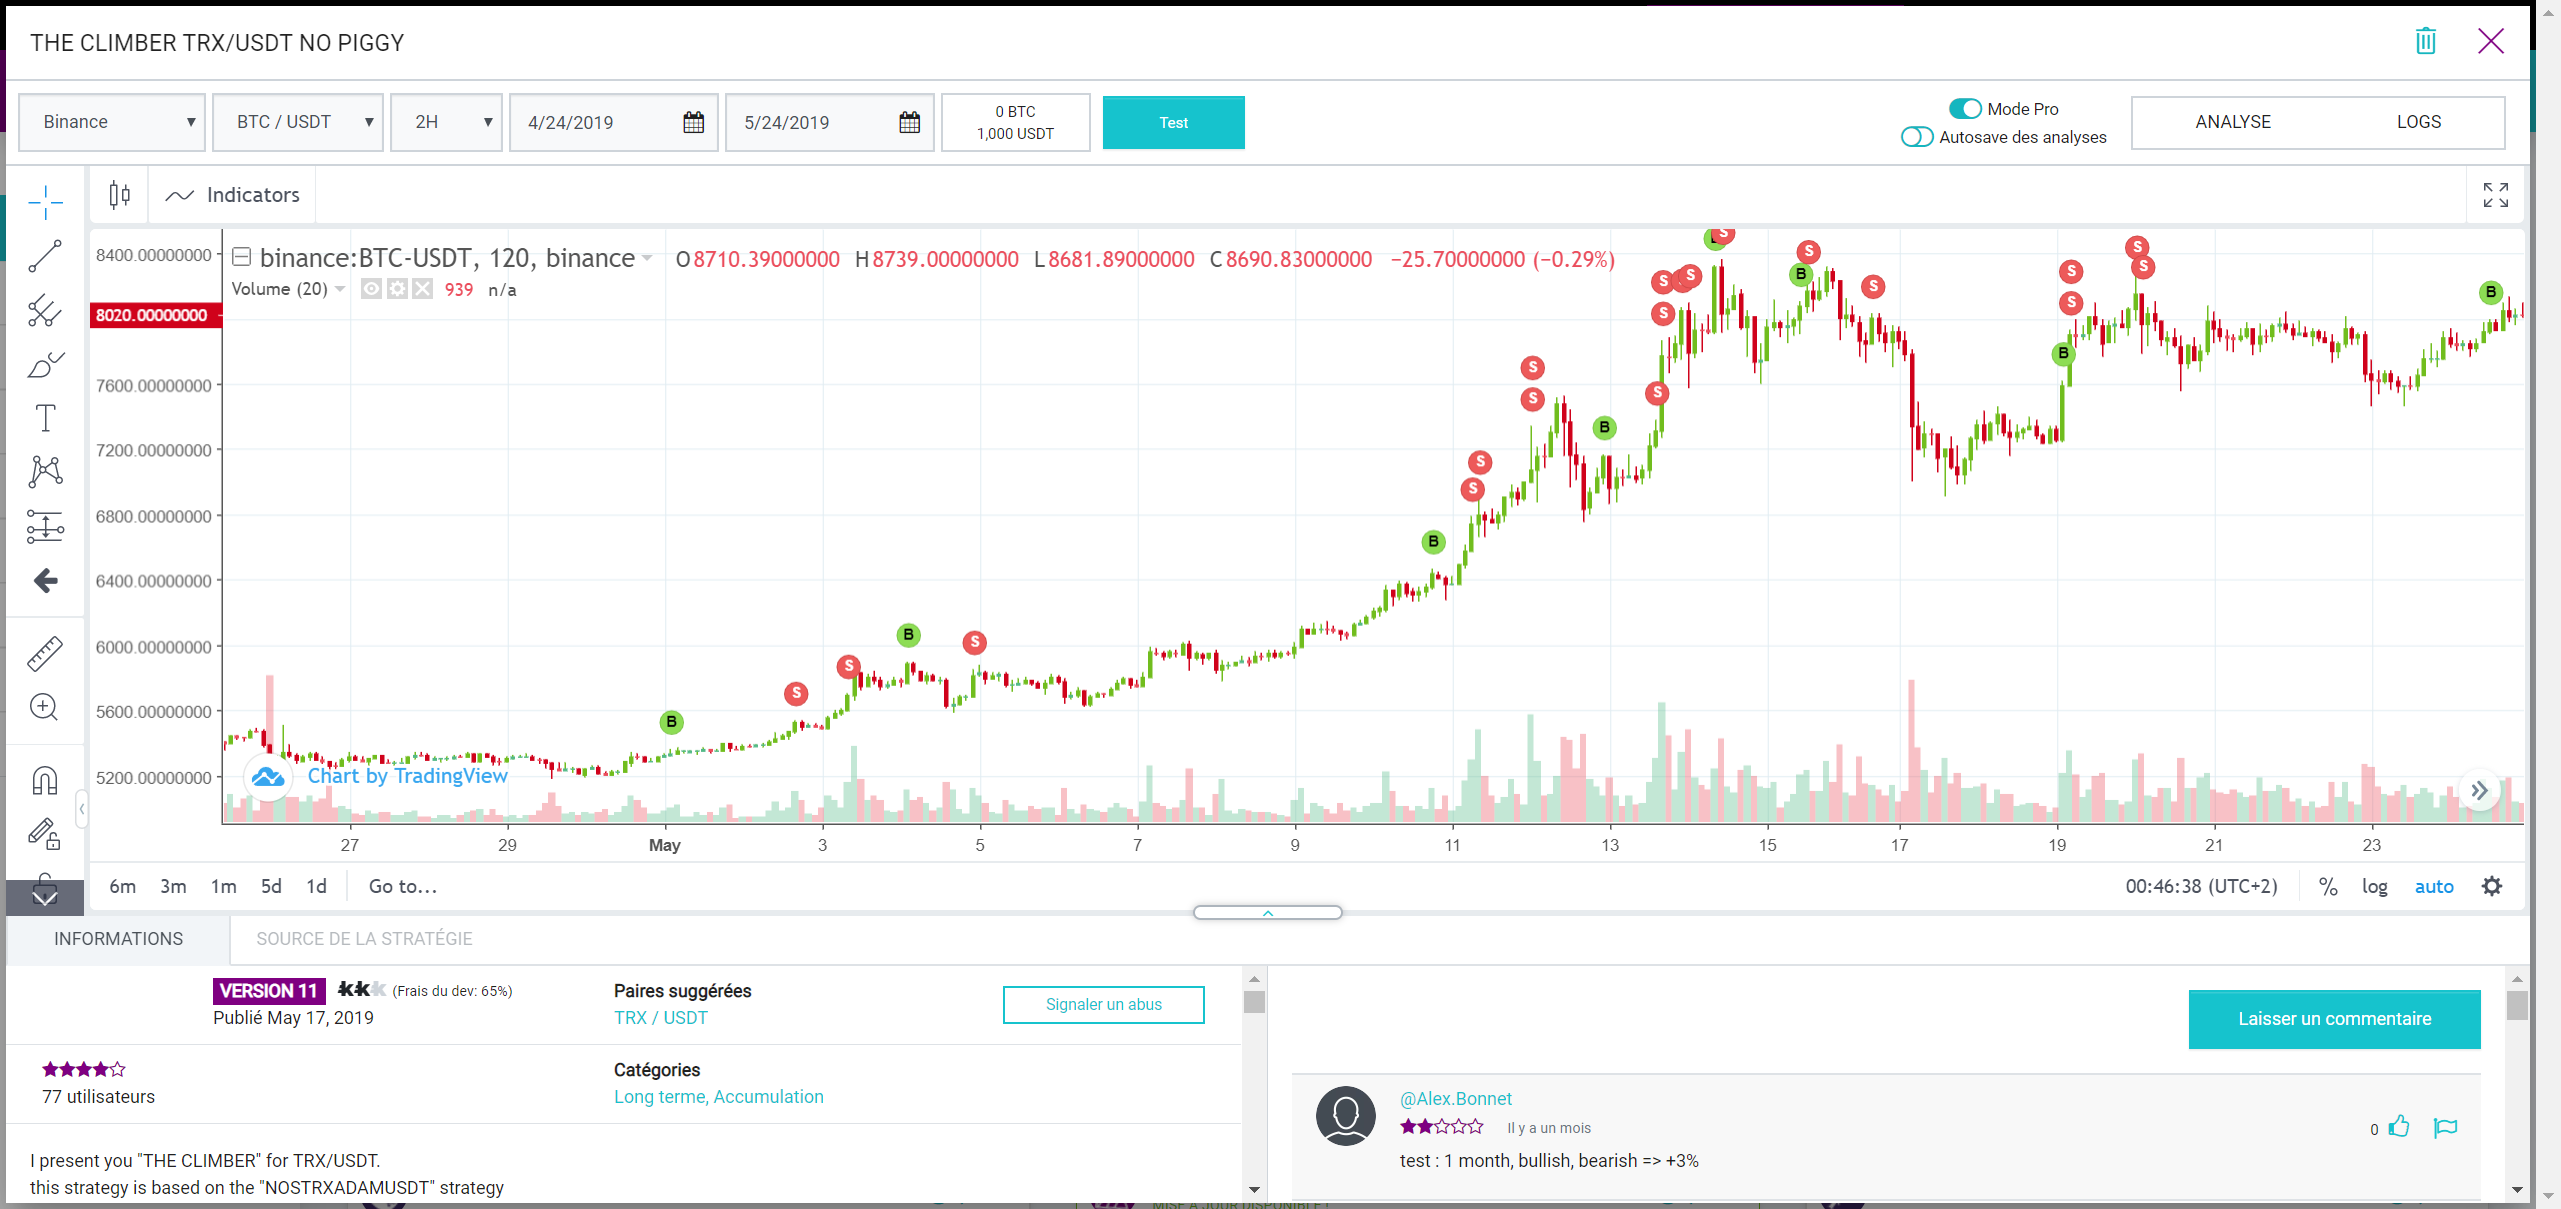 THE CLIMBER TRX/USDT NO PIGGY
Binance
BTC / USDT
2H
4/24/2019
5/24/2019
0 BTC
1,000 USDT
Test
Mode Pro
Autosave des analyses
ANALYSE
LOGS
Indicators
binance:BTC-USDT, 120, binance O8710.39000000 H8739.00000000 L8681.89000000 C8690.83000000 −25.70000000 (−0.29%)
Volume (20) 939 n/a
8400.00000000
8020.00000000
7600.00000000
7200.00000000
6800.00000000
6400.00000000
6000.00000000
5600.00000000
5200.00000000
B
S
S
B
S
B
S
S
S
S
B
S
S
S
S
S
B
S
S
B
S
S
S
S
B
B
Chart by TradingView
27 29 May 3 5 7 9 11 13 15 17 19 21 23
6m 3m 1m 5d 1d Go to...
00:46:38 (UTC+2) % log auto
INFORMATIONS
SOURCE DE LA STRATÉGIE
VERSION 11 (Frais du dev: 65%)
Publié May 17, 2019
Paires suggérées
TRX / USDT
Signaler un abus
77 utilisateurs
Catégories
Long terme, Accumulation
I present you "THE CLIMBER" for TRX/USDT.
this strategy is based on the "NOSTRXADAMUSDT" strategy
Laisser un commentaire
@Alex.Bonnet
Il y a un mois
0
test : 1 month, bullish, bearish => +3%
MISE A JOUR DISPONIBLE !